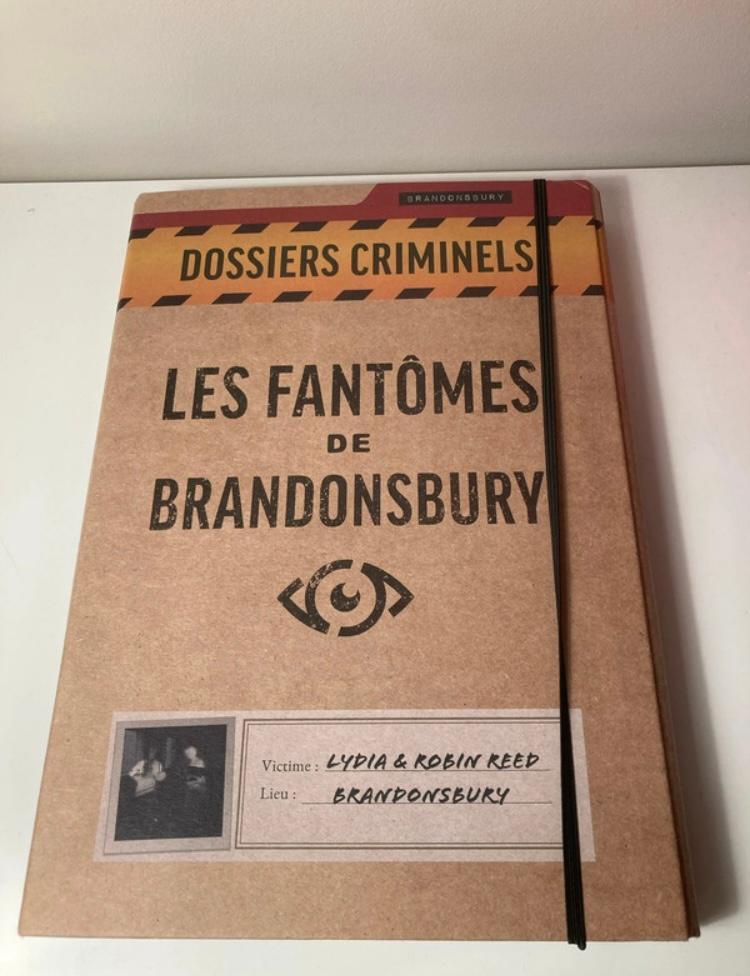 BRANDONSBURY
DOSSIERS CRIMINELS
LES FANTÔMES
DE
BRANDONSBURY
Victime : LYDIA & ROBIN REED
Lieu : BRANDONSBURY